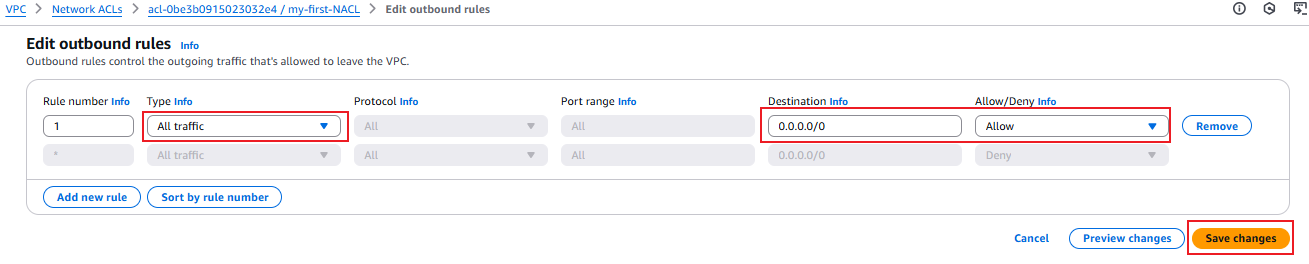 VPC > Network ACLs > acl-0be3b0915023032e4 / my-first-NACL > Edit outbound rules
Edit outbound rules Info
Outbound rules control the outgoing traffic that's allowed to leave the VPC.
Rule number Info Type Info Protocol Info Port range Info Destination Info Allow/Deny Info
1 All traffic All All 0.0.0.0/0 Allow Remove
* All traffic All All 0.0.0.0/0 Deny
Add new rule Sort by rule number
Cancel Preview changes Save changes